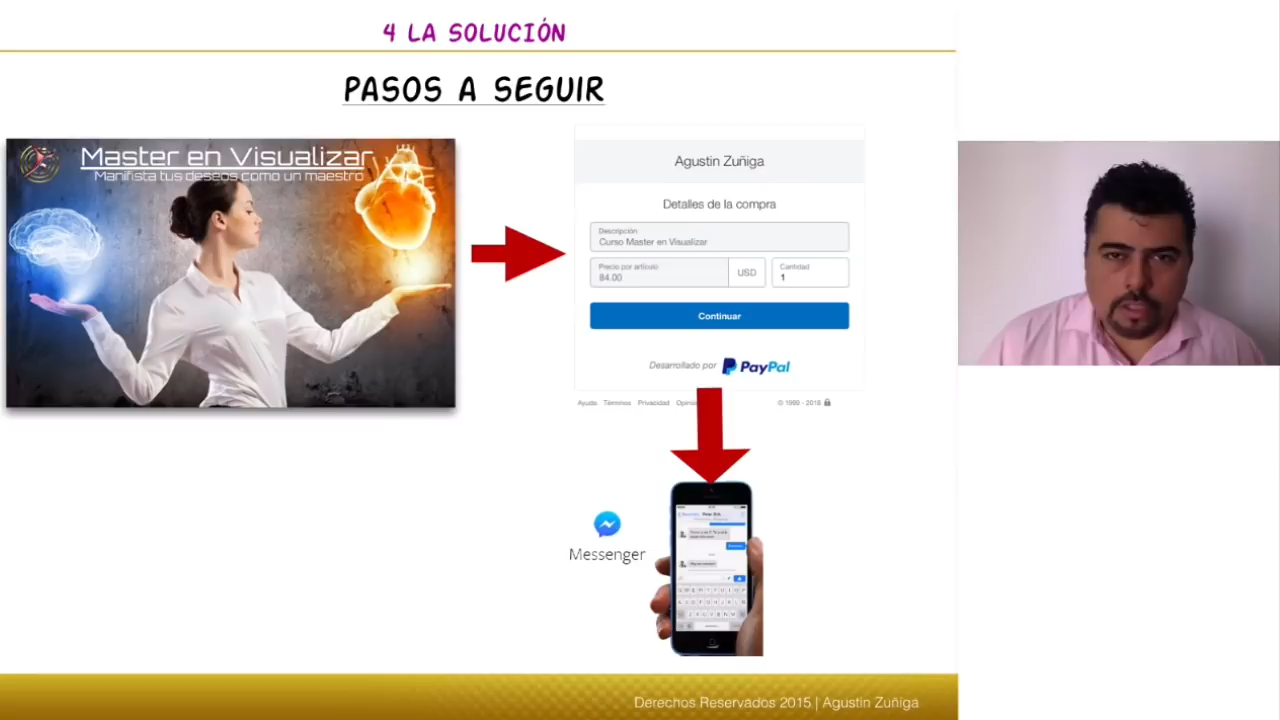 4 LA SOLUCIÓN
PASOS A SEGUIR
Master en Visualizar
Manifista tus deseos como un maestro
Agustin Zuñiga
Detalles de la compra
Descripción
Curso Master en Visualizar
Precio por artículo
84.00
USD
Cantidad
1
Continuar
Desarrollado por PayPal
Ayuda Términos Privacidad
© 1999 - 2018
Messenger
Derechos Reservados 2015 | Agustin Zuñiga